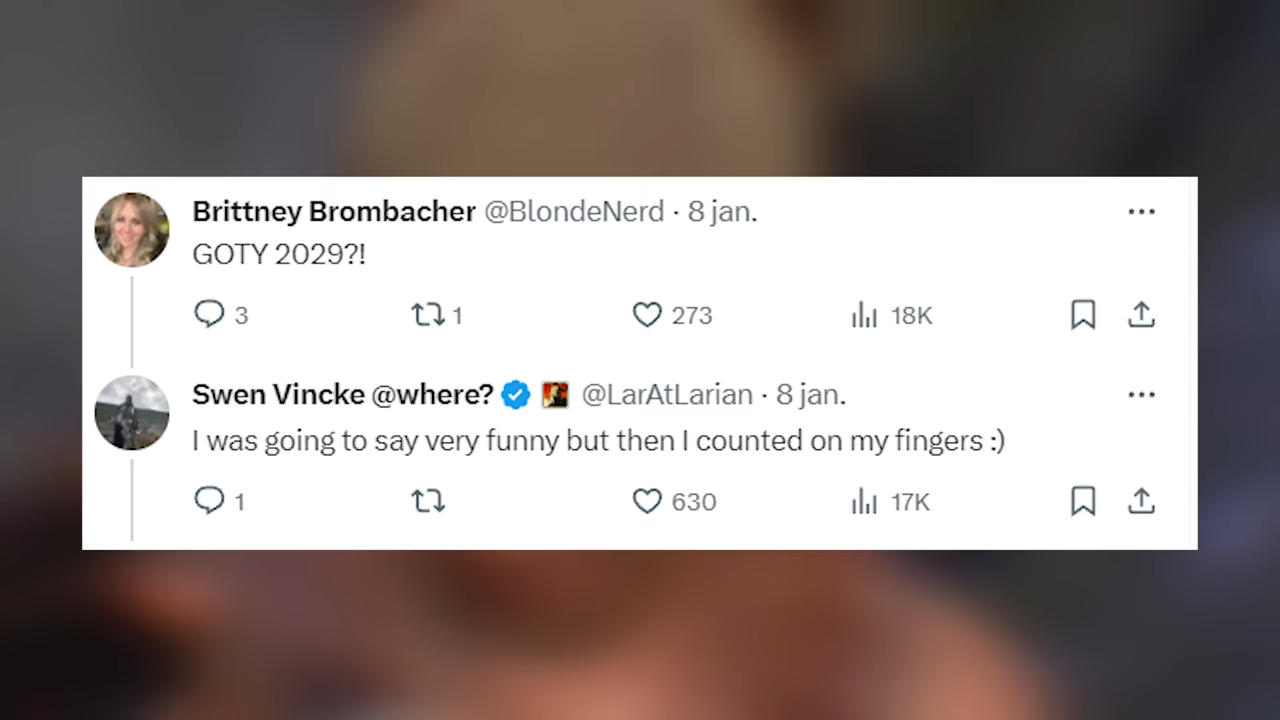 Brittney Brombacher @BlondeNerd · 8 jan.
GOTY 2029?!
3 1 273 18K
Swen Vincke @where? @LarAtLarian · 8 jan.
I was going to say very funny but then I counted on my fingers :)
1 630 17K